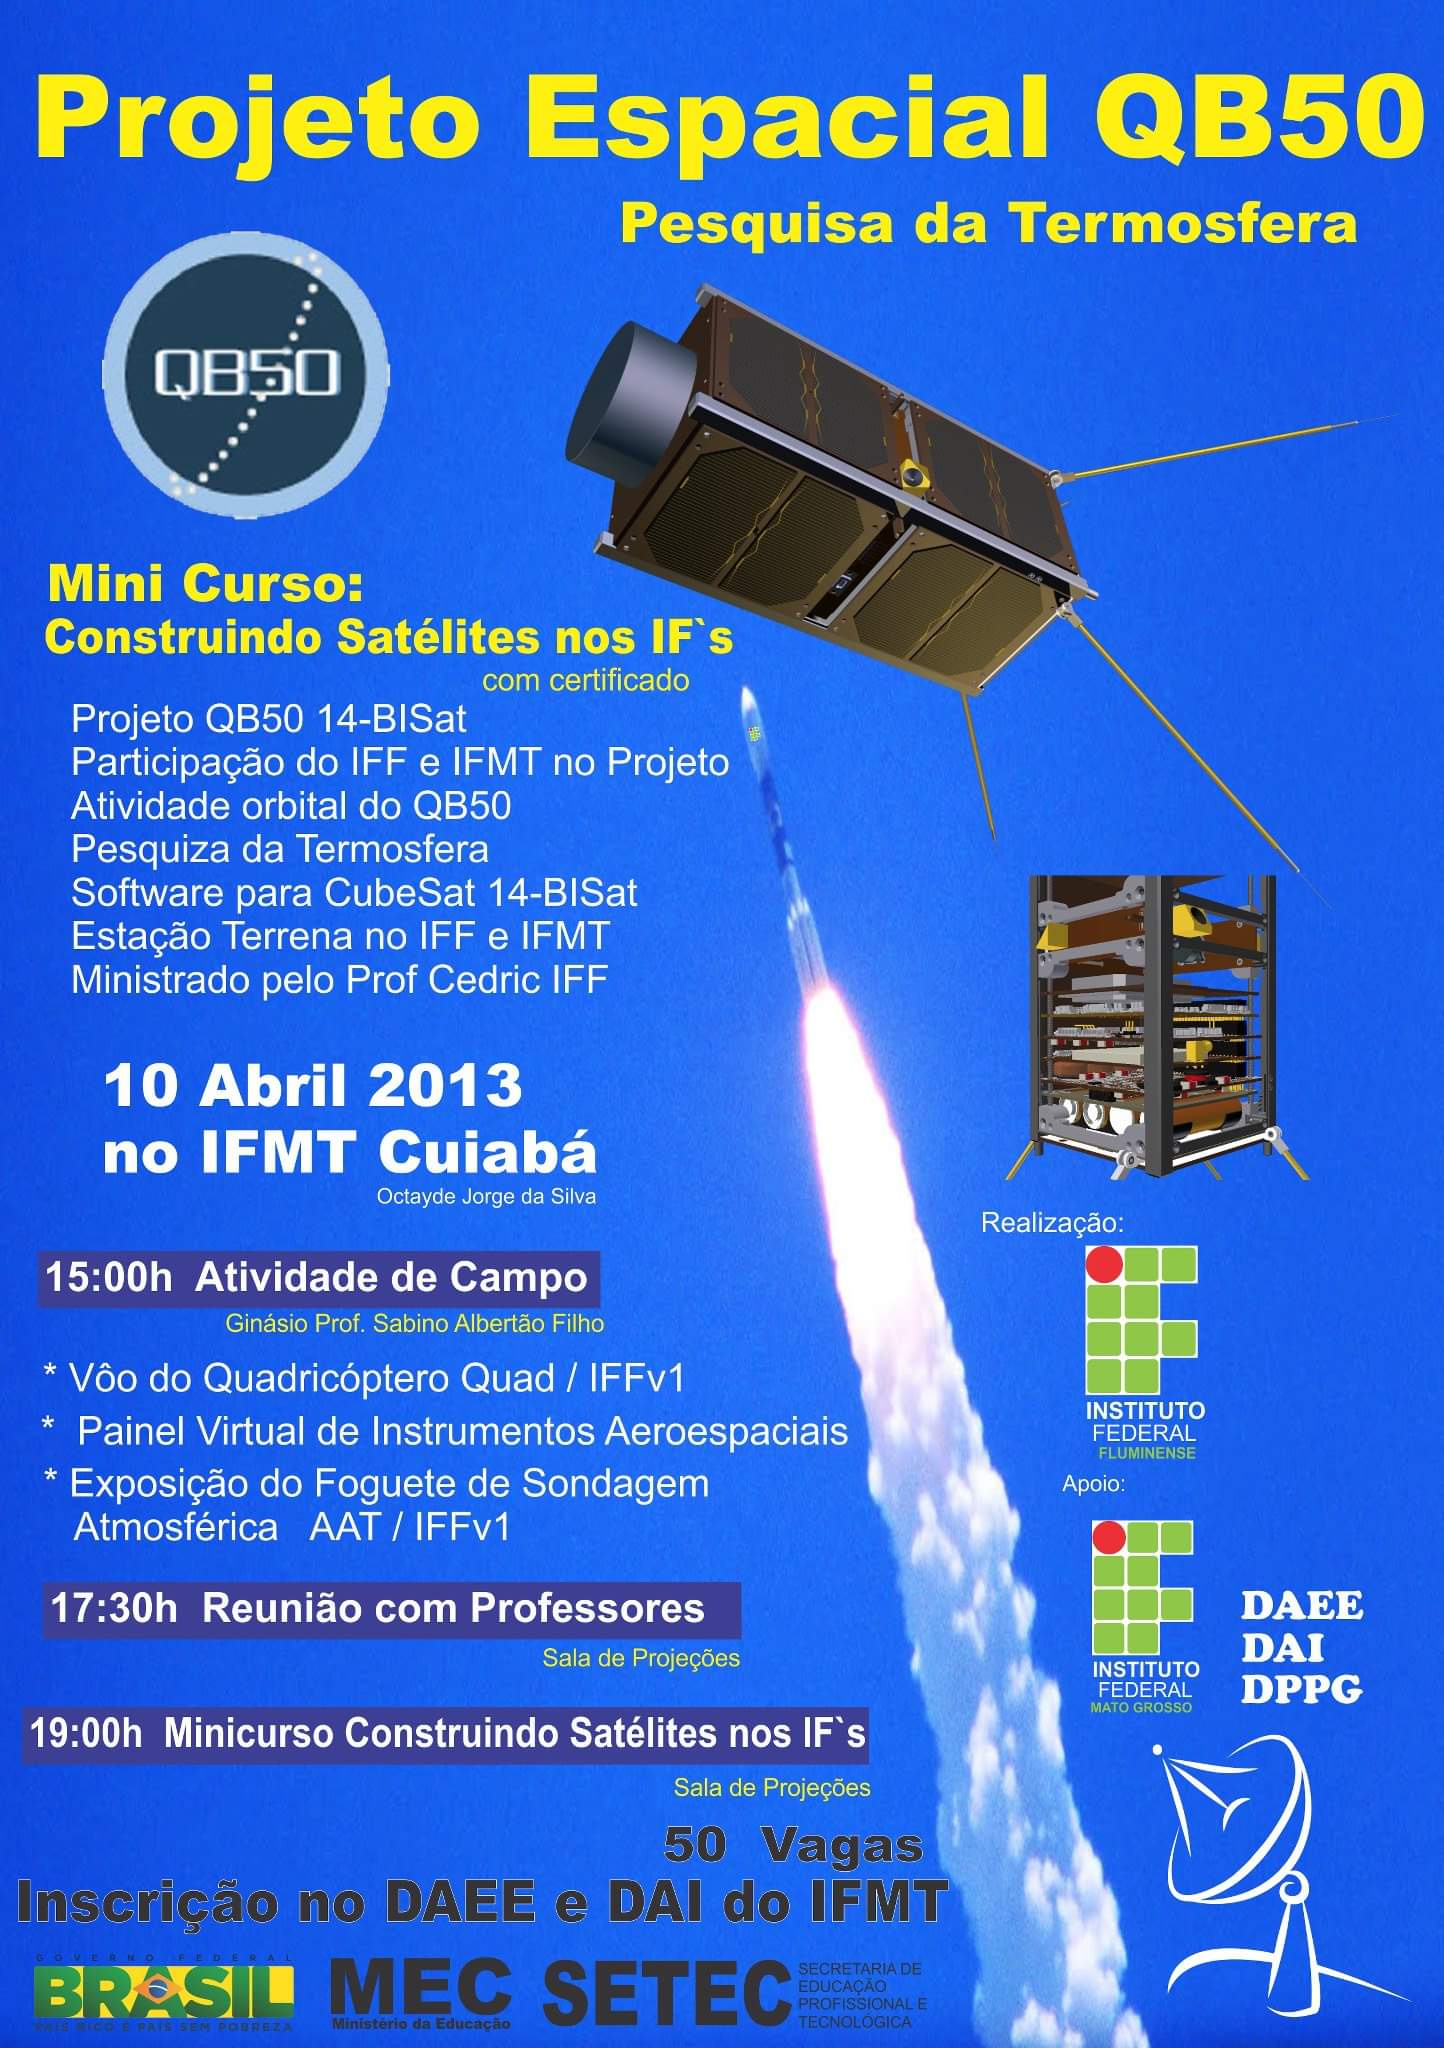 Projeto Espacial QB50
Pesquisa da Termosfera
QB50
Mini Curso:
Construindo Satélites nos IF`s
com certificado
Projeto QB50 14-BISat
Participação do IFF e IFMT no Projeto
Atividade orbital do QB50
Pesquiza da Termosfera
Software para CubeSat 14-BISat
Estação Terrena no IFF e IFMT
Ministrado pelo Prof Cedric IFF
10 Abril 2013
no IFMT Cuiabá
Octayde Jorge da Silva
15:00h Atividade de Campo
Ginásio Prof. Sabino Albertão Filho
* Vôo do Quadricóptero Quad / IFFv1
* Painel Virtual de Instrumentos Aeroespaciais
* Exposição do Foguete de Sondagem
Atmosférica AAT / IFFv1
17:30h Reunião com Professores
Sala de Projeções
19:00h Minicurso Construindo Satélites nos IF`s
Sala de Projeções
50 Vagas
Inscrição no DAEE e DAI do IFMT
Realização:
INSTITUTO
FEDERAL
FLUMINENSE
Apoio:
INSTITUTO
FEDERAL
MATO GROSSO
DAEE
DAI
DPPG
GOVERNO FEDERAL
BRASIL
PAÍS RICO É PAÍS SEM POBREZA
MEC
Ministério da Educação
SETEC
SECRETARIA DE
EDUCAÇÃO
PROFISSIONAL E
TECNOLÓGICA